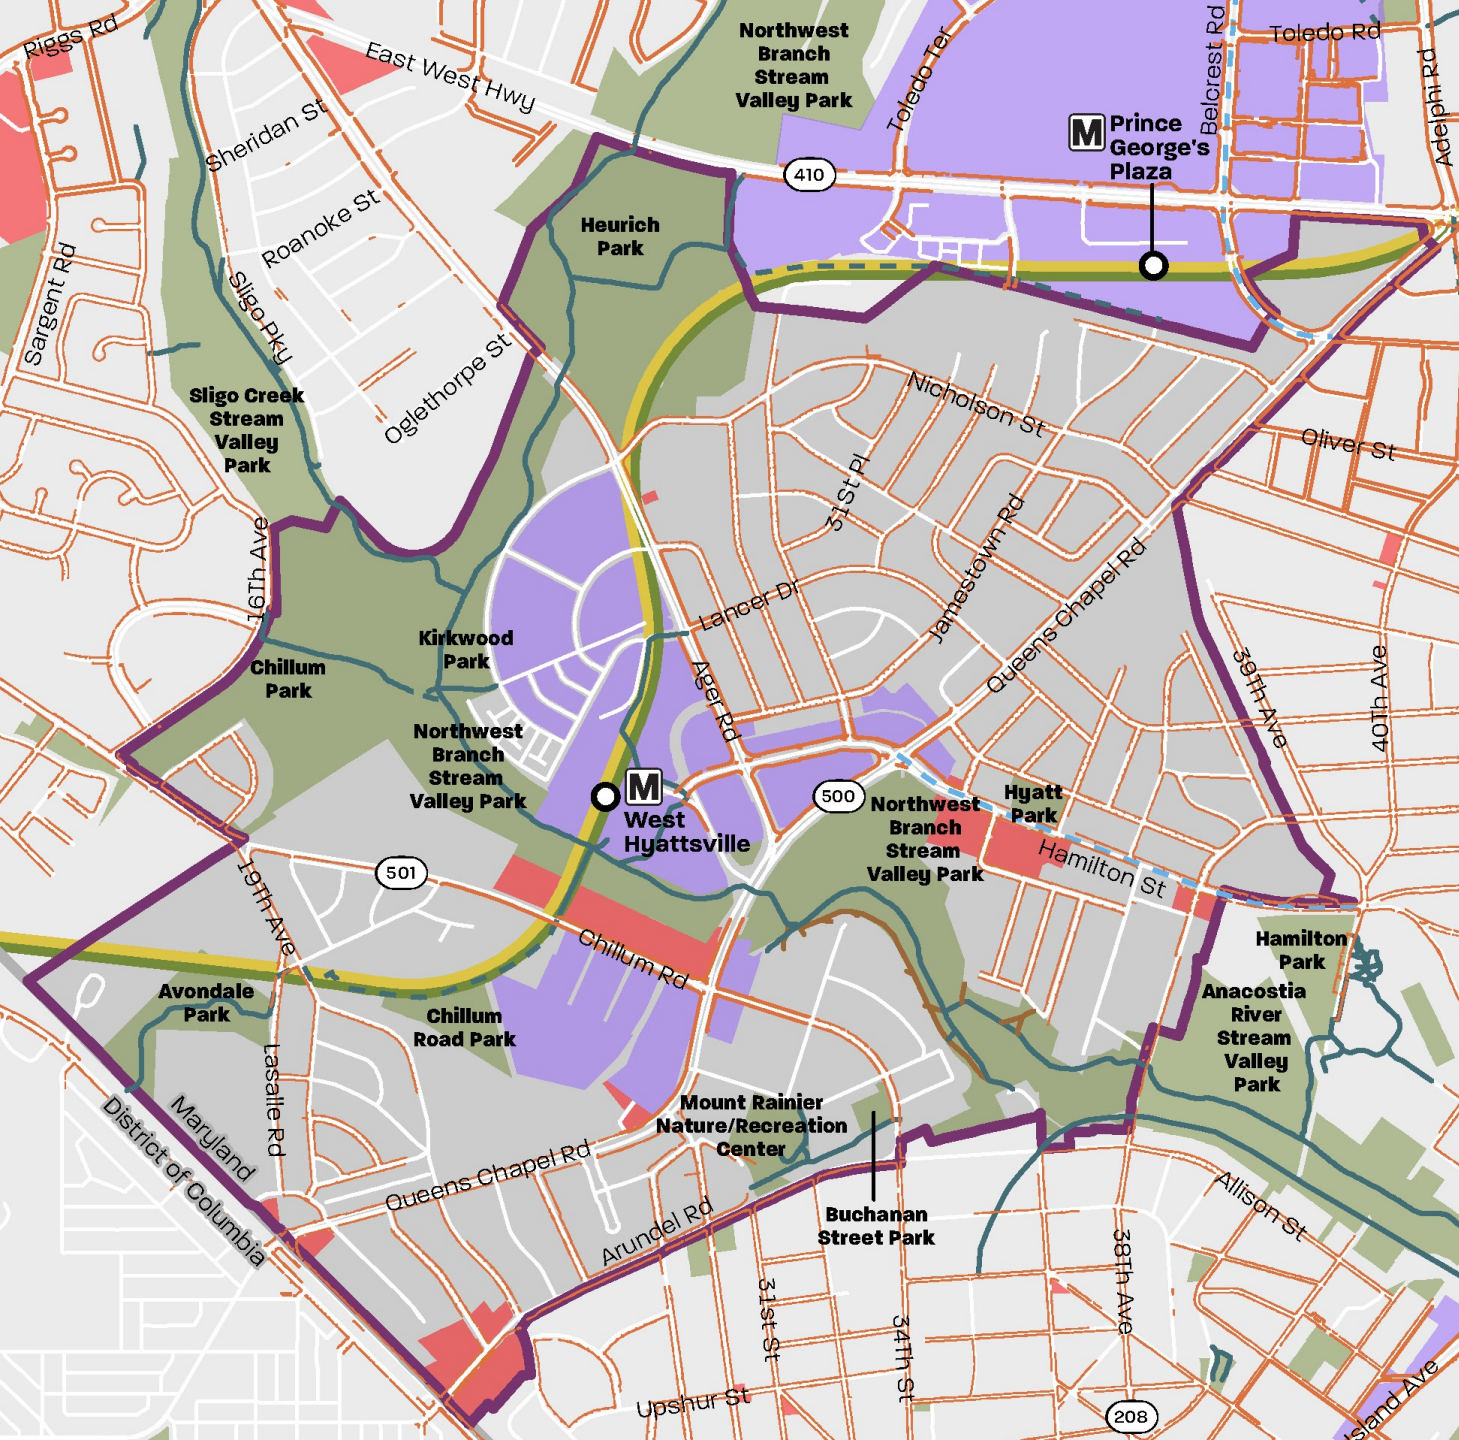 Riggs Rd
East West Hwy
Northwest
Branch
Stream
Valley Park
Toledo Ter
Belcrest Rd
Toledo Rd
Adelphi Rd
M
Prince
George's
Plaza
410
Sheridan St
Roanoke St
Heurich
Park
Sargent Rd
Sligo Pky
Oglethorpe St
Sligo Creek
Stream
Valley
Park
Nicholson St
Oliver St
31St Pl
Jamestown Rd
Queens Chapel Rd
16Th Ave
Lancer Dr
Kirkwood
Park
Chillum
Park
Ager Rd
39Th Ave
40Th Ave
Northwest
Branch
Stream
Valley Park
M
West
Hyattsville
500
Northwest
Branch
Stream
Valley Park
Hyatt
Park
Hamilton St
501
19Th Ave
Chillum Rd
Hamilton
Park
Avondale
Park
Chillum
Road Park
Anacostia
River
Stream
Valley
Park
Lasalle Rd
Maryland
District of Columbia
Mount Rainier
Nature/Recreation
Center
Queens Chapel Rd
Arundel Rd
Buchanan
Street Park
Allison St
31st St
34Th St
38Th Ave
Upshur St
208
Island Ave